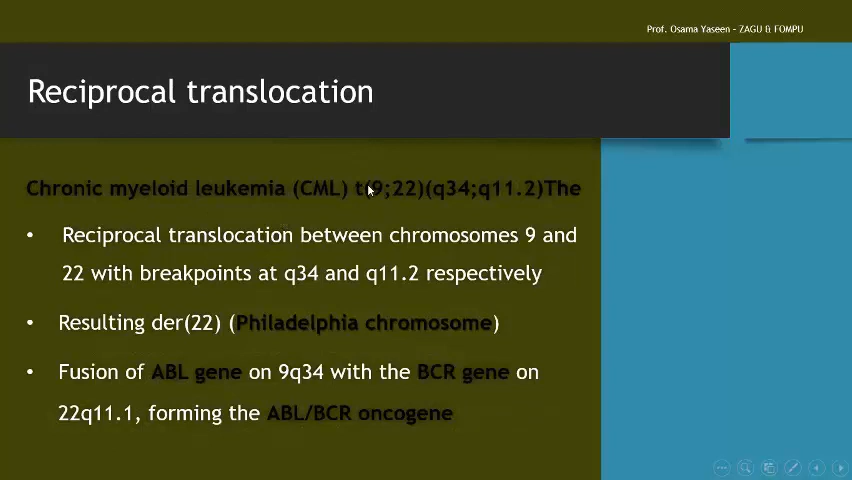 Prof. Osama Yaseen - ZAGU & FOMPU
Reciprocal translocation
Chronic myeloid leukemia (CML) t(9;22)(q34;q11.2)The
• Reciprocal translocation between chromosomes 9 and
22 with breakpoints at q34 and q11.2 respectively
• Resulting der(22) (Philadelphia chromosome)
• Fusion of ABL gene on 9q34 with the BCR gene on
22q11.1, forming the ABL/BCR oncogene